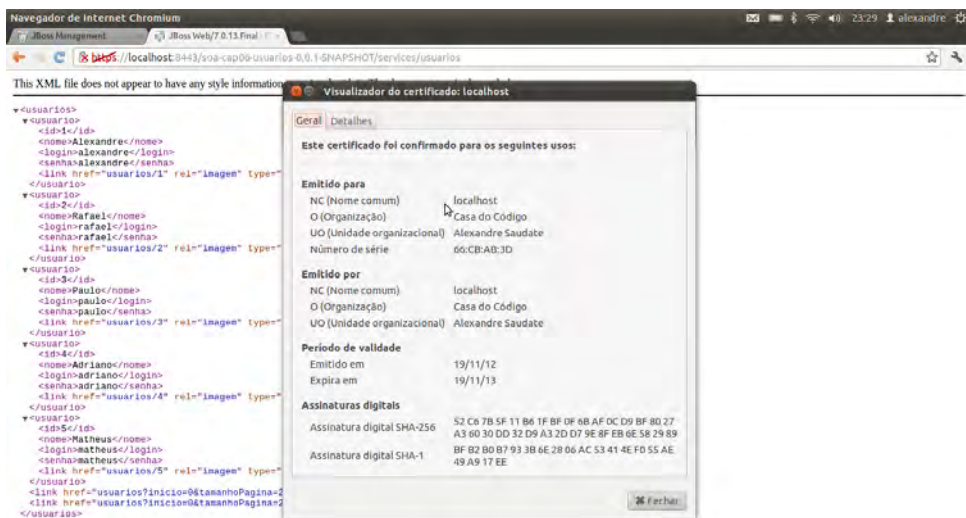 Navegador de Internet Chromium
23:29 alexandre
JBoss Management
JBoss Web/7.0.13.Final
https://localhost:8443/soa-cap06-usuarios-0.0.1-SNAPSHOT/services/usuarios
This XML file does not appear to have any style information
▼<usuarios>
▼<usuario>
<id>1</id>
<nome>Alexandre</nome>
<login>alexandre</login>
<senha>alexandre</senha>
<link href="usuarios/1" rel="imagem" type="
</usuario>
▼<usuario>
<id>2</id>
<nome>Rafael</nome>
<login>rafael</login>
<senha>rafael</senha>
<link href="usuarios/2" rel="imagem" type="
</usuario>
▼<usuario>
<id>3</id>
<nome>Paulo</nome>
<login>paulo</login>
<senha>paulo</senha>
<link href="usuarios/3" rel="imagem" type="
</usuario>
▼<usuario>
<id>4</id>
<nome>Adriano</nome>
<login>adriano</login>
<senha>adriano</senha>
<link href="usuarios/4" rel="imagem" type="
</usuario>
▼<usuario>
<id>5</id>
<nome>Matheus</nome>
<login>matheus</login>
<senha>matheus</senha>
<link href="usuarios/5" rel="imagem" type="
</usuario>
<link href="usuarios?inicio=0&tamanhoPagina=2
<link href="usuarios?inicio=0&tamanhoPagina=2
</usuarios>
Visualizador do certificado: localhost
Geral Detalhes
Este certificado foi confirmado para os seguintes usos:
Emitido para
NC (Nome comum) localhost
O (Organização) Casa do Código
UO (Unidade organizacional) Alexandre Saudate
Número de série 66:CB:AB:3D
Emitido por
NC (Nome comum) localhost
O (Organização) Casa do Código
UO (Unidade organizacional) Alexandre Saudate
Período de validade
Emitido em 19/11/12
Expira em 19/11/13
Assinaturas digitais
Assinatura digital SHA-256 52 C6 7B 5F 11 B6 1F BF 0F 6B AF 0C D9 BF 80 27
A3 60 30 DD 32 D9 A3 2D D7 9E 8F EB 6E 58 29 89
Assinatura digital SHA-1 BF B2 B0 B7 93 3B 6E 28 06 AC 53 41 4E F0 55 AE
49 A9 17 EE
Fechar